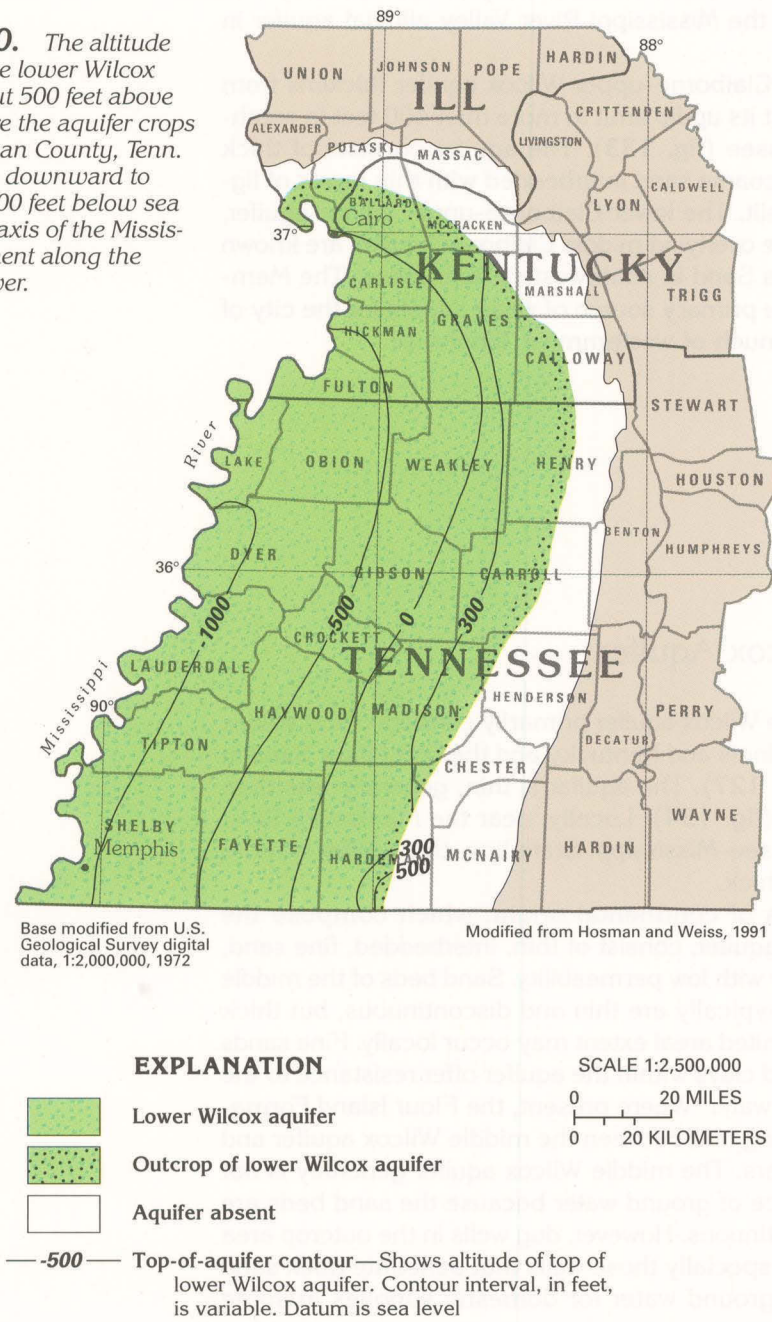 0. The altitude
e lower Wilcox
ut 500 feet above
re the aquifer crops
an County, Tenn.
downward to
00 feet below sea
axis of the Missis-
ent along the
er.
89°
88°
UNION
JOHNSON
POPE
HARDIN
ILL
CRITTENDEN
ALEXANDER
PULASKI
MASSAC
LIVINGSTON
CALDWELL
BALLARD
LYON
Cairo
McCRACKEN
37°
KENTUCKY
CARLISLE
MARSHALL
TRIGG
GRAVES
HICKMAN
CALLOWAY
FULTON
STEWART
River
LAKE
OBION
WEAKLEY
HENRY
HOUSTON
BENTON
DYER
HUMPHREYS
36°
GIBSON
CARROLL
-1000
-500
0
300
CROCKETT
TENNESSEE
LAUDERDALE
Mississippi
90°
HENDERSON
HAYWOOD
MADISON
PERRY
TIPTON
DECATUR
CHESTER
SHELBY
WAYNE
Memphis
FAYETTE
HARDEMAN
300
500
MCNAIRY
HARDIN
Base modified from U.S.
Geological Survey digital
data, 1:2,000,000, 1972
Modified from Hosman and Weiss, 1991
EXPLANATION
SCALE 1:2,500,000
0 20 MILES
0 20 KILOMETERS
Lower Wilcox aquifer
Outcrop of lower Wilcox aquifer
Aquifer absent
-500 Top-of-aquifer contour—Shows altitude of top of
lower Wilcox aquifer. Contour interval, in feet,
is variable. Datum is sea level